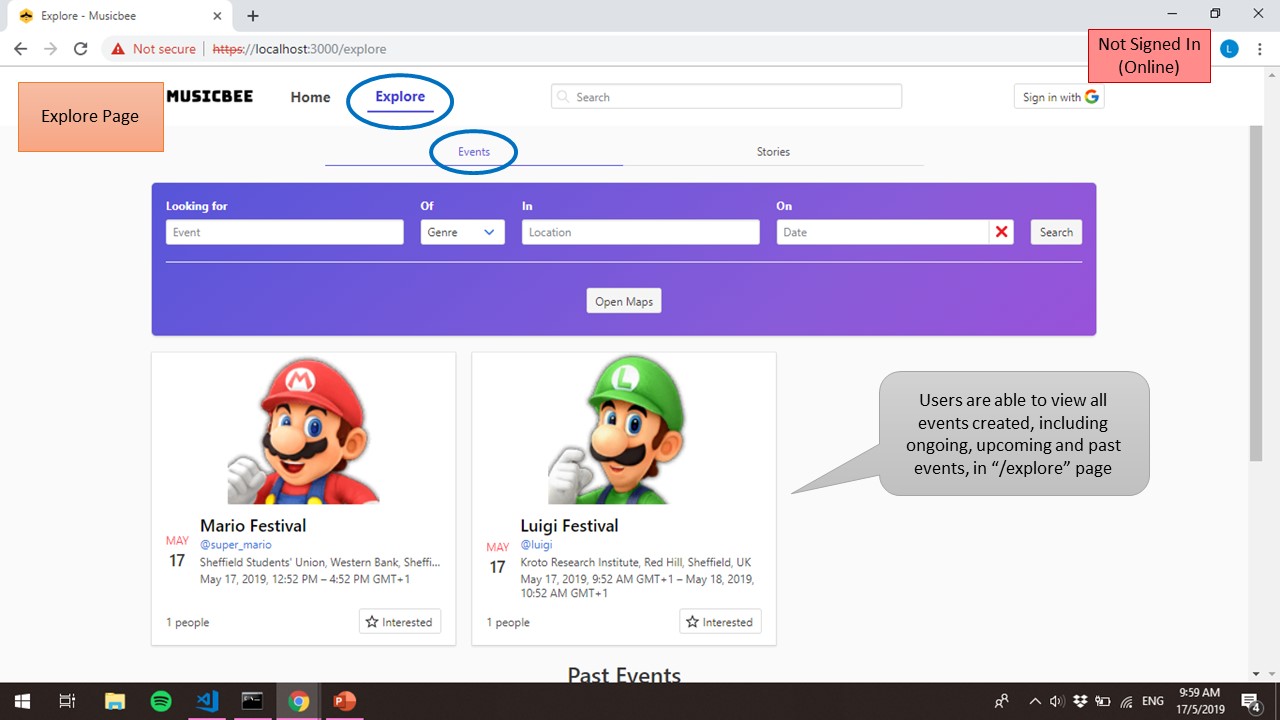 Explore - Musicbee
Not secure | https://localhost:3000/explore
L
Not Signed In
(Online)
Explore Page
MUSICBEE
Home
Explore
Search
Sign in with
Events
Stories
Looking for
Of
In
On
Event
Genre
Location
Date
Search
Open Maps
M
L
Mario Festival
MAY
17
@super_mario
Sheffield Students' Union, Western Bank, Sheffi...
May 17, 2019, 12:52 PM – 4:52 PM GMT+1
1 people
Interested
Luigi Festival
MAY
17
@luigi
Kroto Research Institute, Red Hill, Sheffield, UK
May 17, 2019, 9:52 AM GMT+1 – May 18, 2019,
10:52 AM GMT+1
1 people
Interested
Users are able to view all
events created, including
ongoing, upcoming and past
events, in “/explore” page
Past Events
ENG
9:59 AM
17/5/2019
4